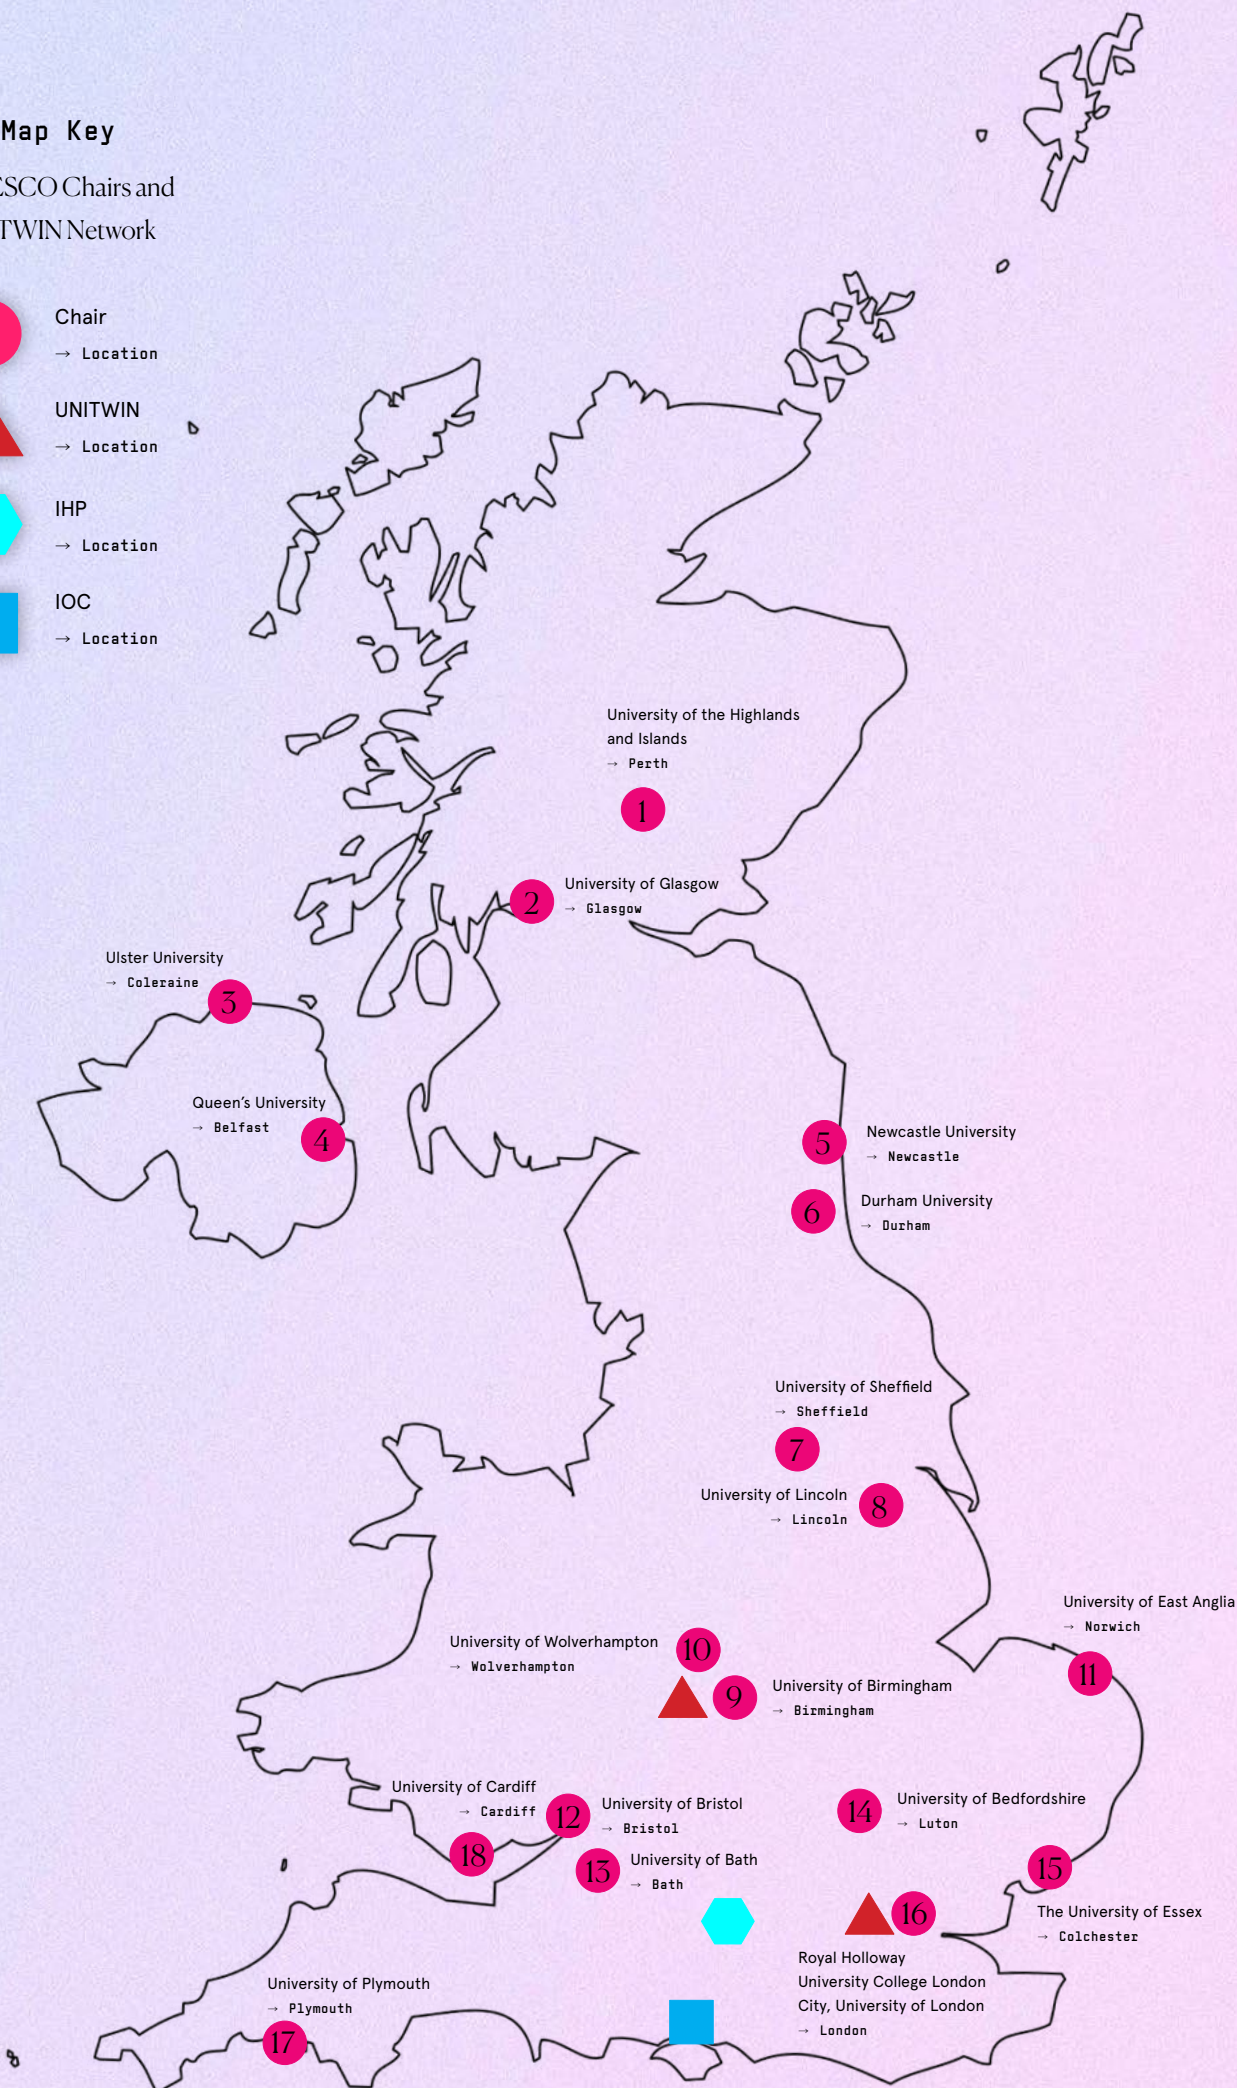 Map Key
ESCO Chairs and
TWIN Network
Chair
→ Location
UNITWIN
→ Location
IHP
→ Location
IOC
→ Location
University of the Highlands
and Islands
→ Perth
1
2
University of Glasgow
→ Glasgow
Ulster University
→ Coleraine
3
Queen's University
→ Belfast
4
5
Newcastle University
→ Newcastle
6
Durham University
→ Durham
University of Sheffield
→ Sheffield
7
University of Lincoln
→ Lincoln
8
University of East Anglia
→ Norwich
11
University of Wolverhampton
→ Wolverhampton
10
9
University of Birmingham
→ Birmingham
University of Cardiff
→ Cardiff
18
12
University of Bristol
→ Bristol
13
University of Bath
→ Bath
14
University of Bedfordshire
→ Luton
15
The University of Essex
→ Colchester
16
Royal Holloway
University College London
City, University of London
→ London
University of Plymouth
→ Plymouth
17